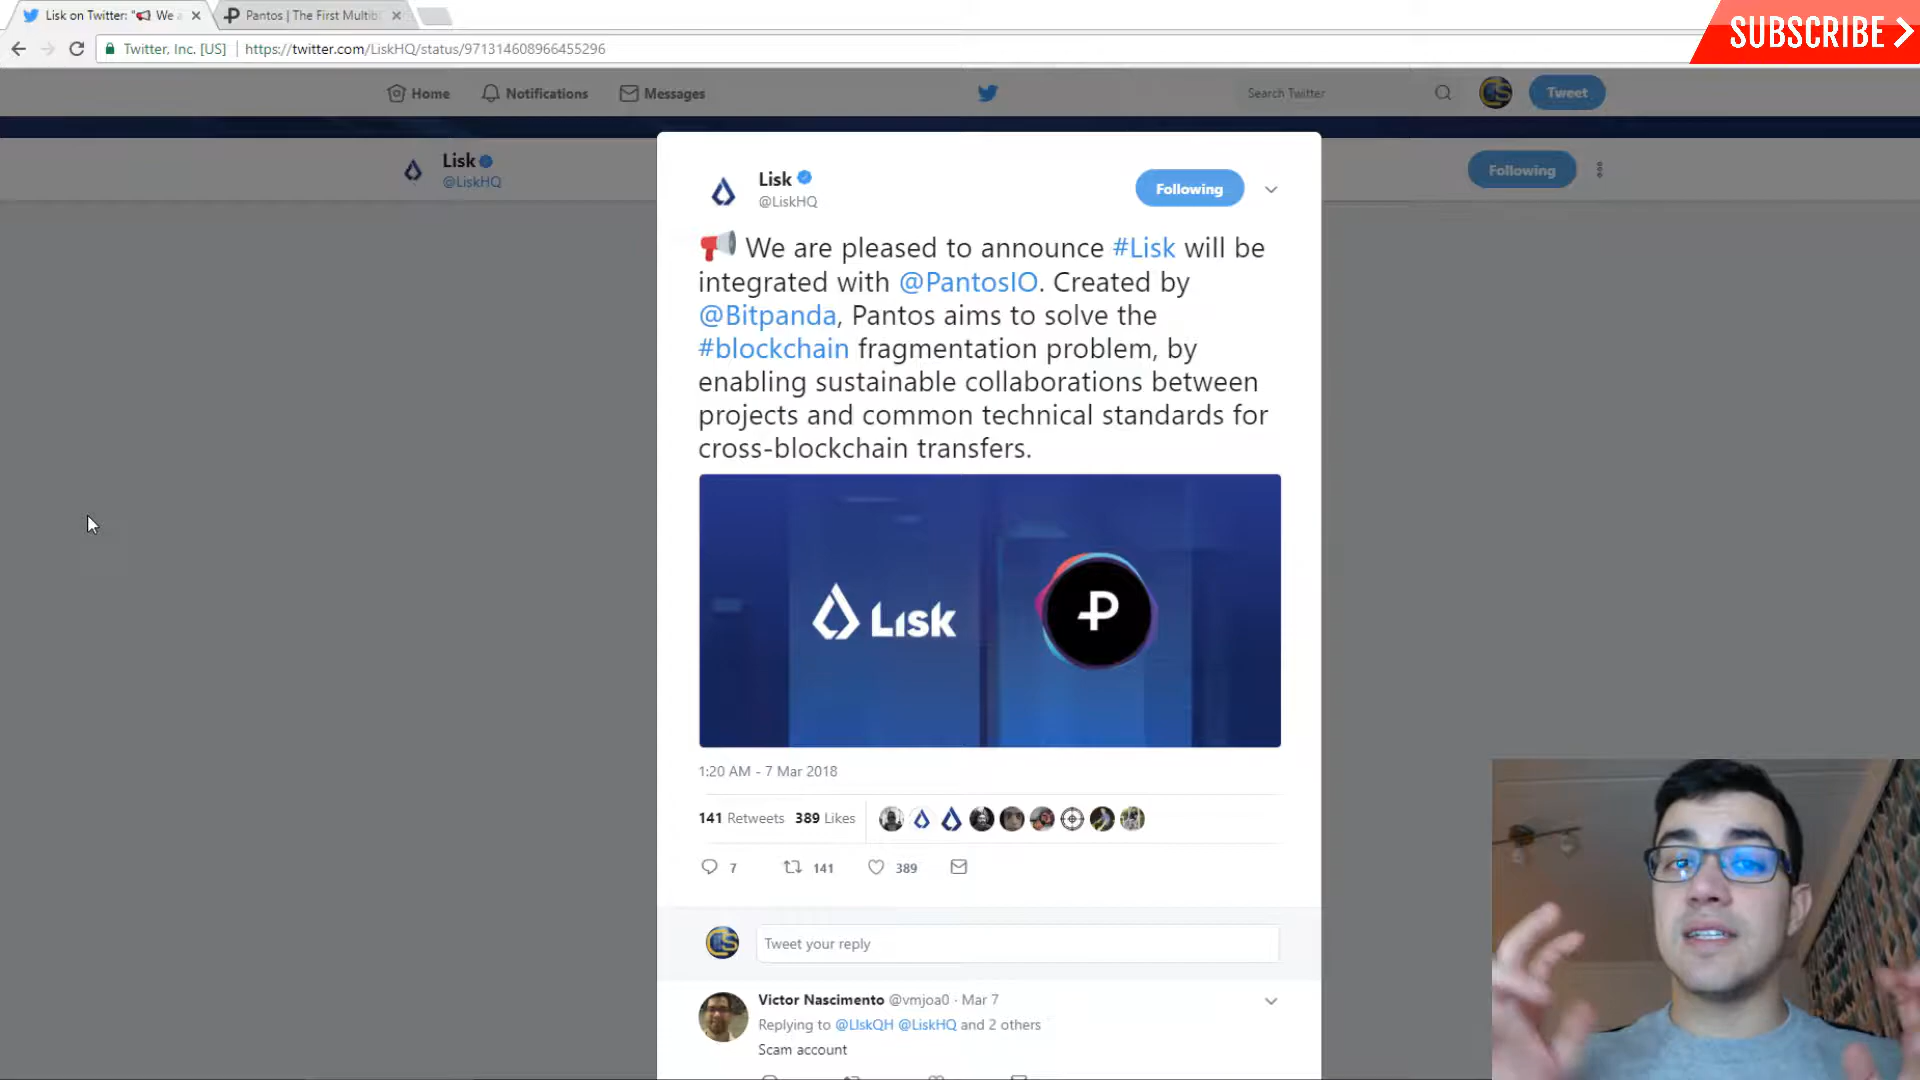 Lisk on Twitter: "📢 We a
Pantos | The First Multibl
SUBSCRIBE
Twitter, Inc. [US] | https://twitter.com/LiskHQ/status/971314608966455296
Home
Notifications
Messages
Search Twitter
Tweet
Lisk
@LiskHQ
Following
Lisk
@LiskHQ
Following
📢 We are pleased to announce #Lisk will be
integrated with @PantosIO. Created by
@Bitpanda, Pantos aims to solve the
#blockchain fragmentation problem, by
enabling sustainable collaborations between
projects and common technical standards for
cross-blockchain transfers.
Lisk
P
1:20 AM - 7 Mar 2018
141 Retweets 389 Likes
7 141 389
CS
Tweet your reply
Victor Nascimento @vmjoa0 · Mar 7
Replying to @LIskQH @LiskHQ and 2 others
Scam account